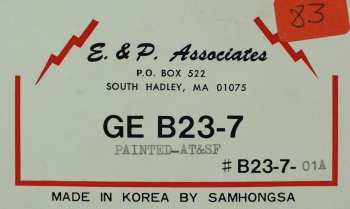 83
E. & P. Associates
P.O. BOX 522
SOUTH HADLEY, MA 01075
GE B23-7
PAINTED-AT&SF
# B23-7- 01A
MADE IN KOREA BY SAMHONGSA